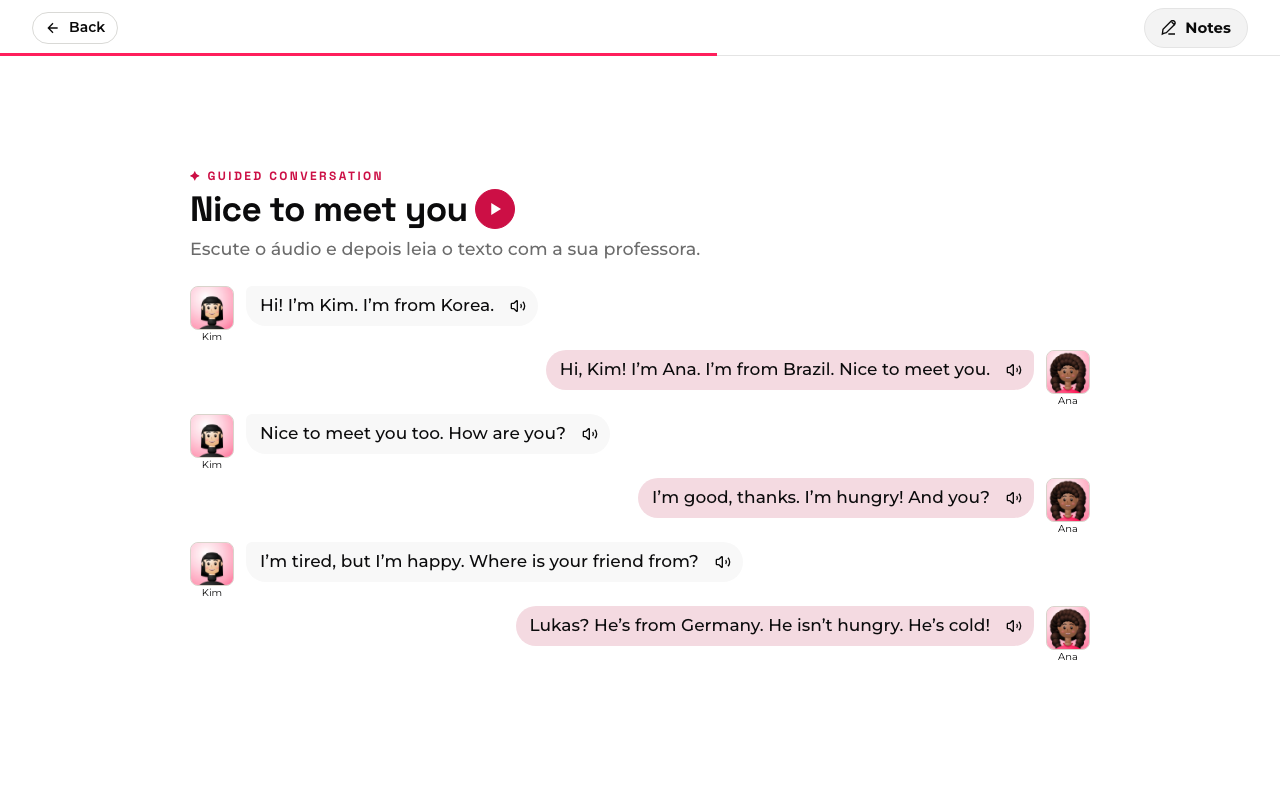 Back
Notes
GUIDED CONVERSATION
Nice to meet you
Escute o áudio e depois leia o texto com a sua professora.
Hi! I’m Kim. I’m from Korea.
Kim
Hi, Kim! I’m Ana. I’m from Brazil. Nice to meet you.
Ana
Nice to meet you too. How are you?
Kim
I’m good, thanks. I’m hungry! And you?
Ana
I’m tired, but I’m happy. Where is your friend from?
Kim
Lukas? He’s from Germany. He isn’t hungry. He’s cold!
Ana